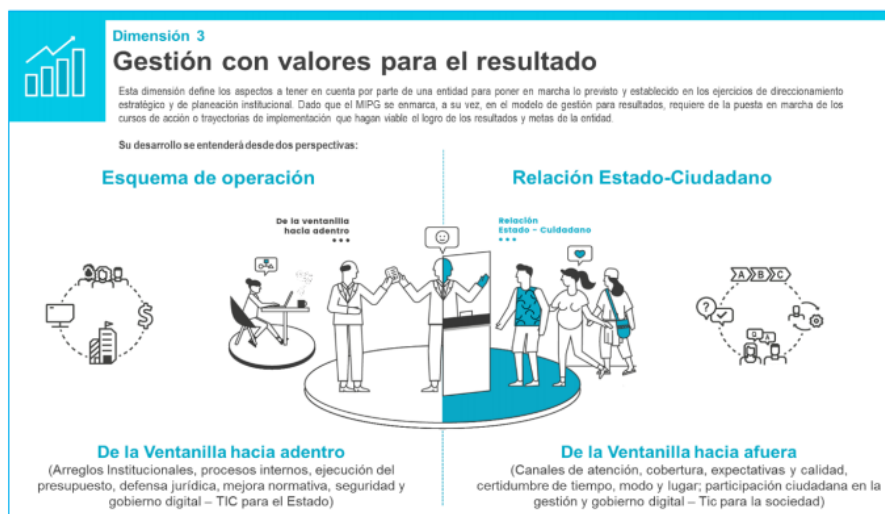 Dimensión 3
Gestión con valores para el resultado
Esta dimensión define los aspectos a tener en cuenta por parte de una entidad para poner en marcha lo previsto y establecido en los ejercicios de direccionamiento
estratégico y de planeación institucional. Dado que el MIPG se enmarca, a su vez, en el modelo de gestión para resultados, requiere de la puesta en marcha de los
cursos de acción o trayectorias de implementación que hagan viable el logro de los resultados y metas de la entidad.
Su desarrollo se entenderá desde dos perspectivas:
Esquema de operación
Relación Estado-Ciudadano
De la ventanilla
hacia adentro
Relación
Estado - Cuidadano
A B C
Q A
De la Ventanilla hacia adentro
(Arreglos Institucionales, procesos internos, ejecución del
presupuesto, defensa jurídica, mejora normativa, seguridad y
gobierno digital – TIC para el Estado)
De la Ventanilla hacia afuera
(Canales de atención, cobertura, expectativas y calidad,
certidumbre de tiempo, modo y lugar; participación ciudadana en la
gestión y gobierno digital – Tic para la sociedad)